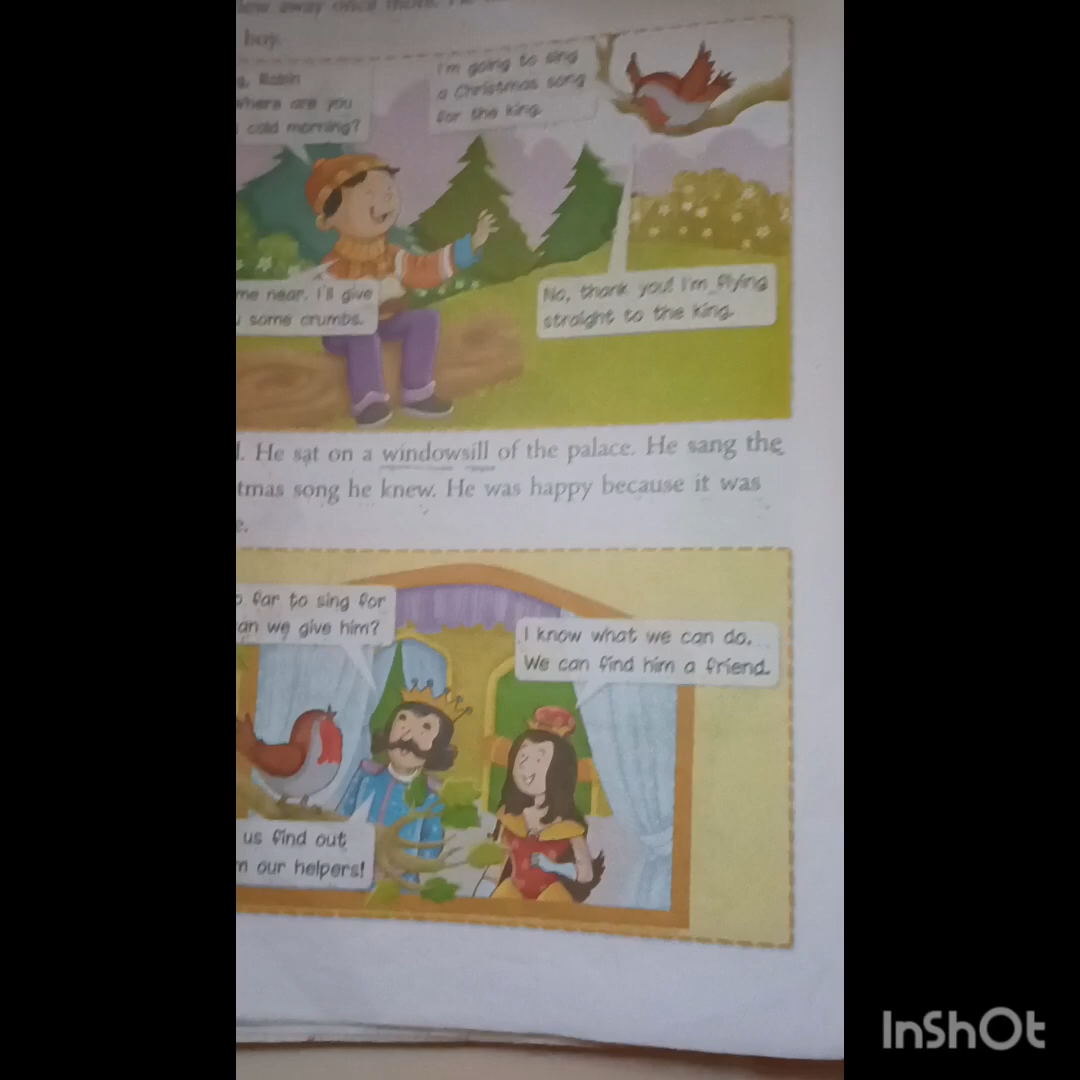 away once more.
boy.
Robin
Where are you
cold morning?
I'm going to sing
a Christmas song
for the king.
me near. I'll give
some crumbs.
No, thank you! I'm flying
straight to the king.
l. He sat on a windowsill of the palace. He sang the
tmas song he knew. He was happy because it was
e.
o far to sing for
an we give him?
I know what we can do.
We can find him a friend.
us find out
m our helpers!
InShOt